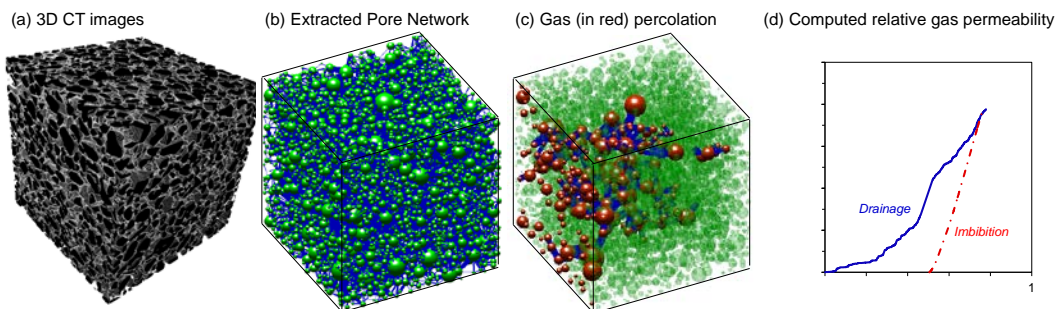 (a) 3D CT images
(b) Extracted Pore Network
(c) Gas (in red) percolation
(d) Computed relative gas permeability
Drainage
Imbibition
1